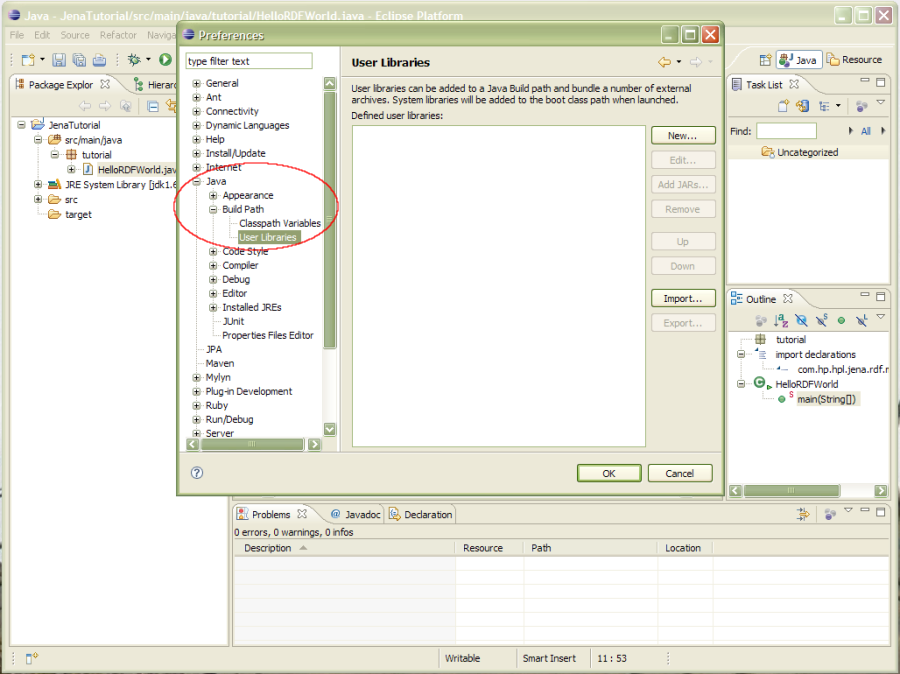 Java - JenaTutorial/src/main/java/tutorial/HelloRDFWorld.java - Eclipse Platform
File Edit Source Refactor Naviga
Java
Resource
Package Explor
Hierarc
JenaTutorial
src/main/java
tutorial
HelloRDFWorld.jav
JRE System Library [jdk1.6
src
target
Preferences
type filter text
General
Ant
Connectivity
Dynamic Languages
Help
Install/Update
Internet
Java
Appearance
Build Path
Classpath Variables
User Libraries
Code Style
Compiler
Debug
Editor
Installed JREs
JUnit
Properties Files Editor
JPA
Maven
Mylyn
Plug-in Development
Ruby
Run/Debug
Server
User Libraries
User libraries can be added to a Java Build path and bundle a number of external
archives. System libraries will be added to the boot class path when launched.
Defined user libraries:
New...
Edit...
Add JARs...
Remove
Up
Down
Import...
Export...
OK
Cancel
Task List
Find:
All
Uncategorized
Outline
tutorial
import declarations
com.hp.hpl.jena.rdf.r
HelloRDFWorld
main(String[])
Problems
Javadoc
Declaration
0 errors, 0 warnings, 0 infos
Description Resource Path Location
Writable Smart Insert 11 : 53